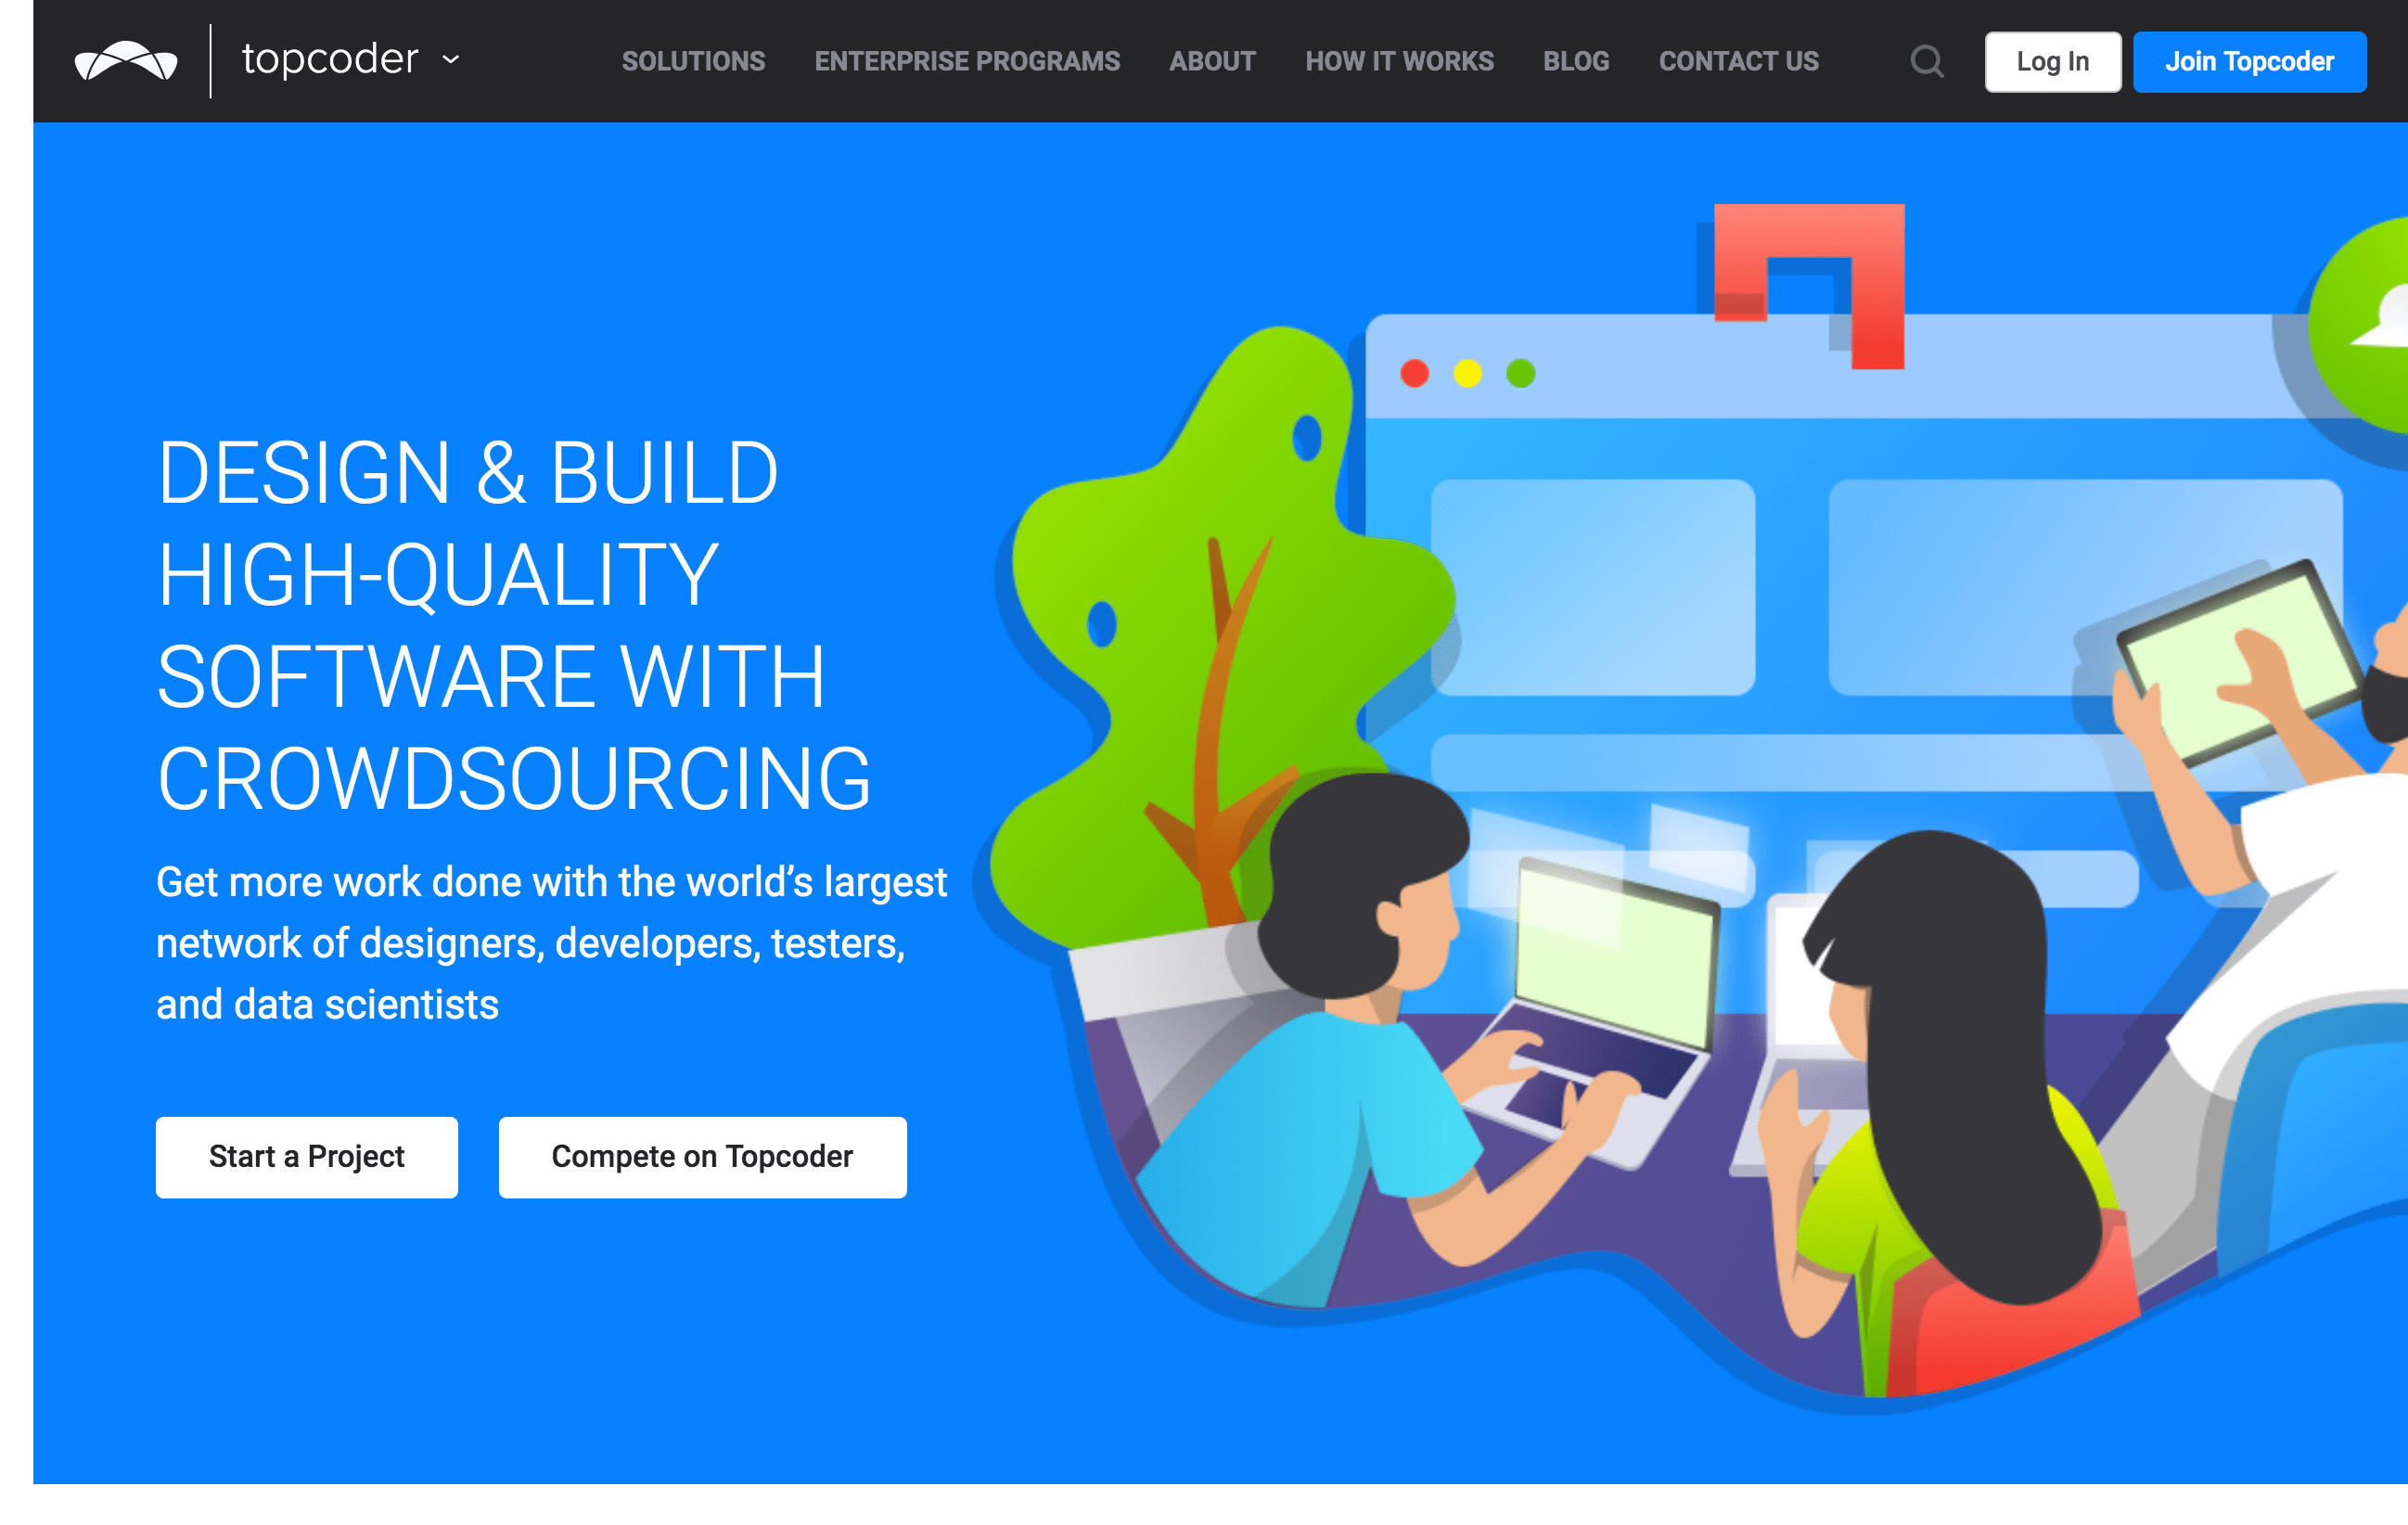 topcoder
SOLUTIONS
ENTERPRISE PROGRAMS
ABOUT
HOW IT WORKS
BLOG
CONTACT US
Log In
Join Topcoder
DESIGN & BUILD
HIGH-QUALITY
SOFTWARE WITH
CROWDSOURCING
Get more work done with the world’s largest
network of designers, developers, testers,
and data scientists
Start a Project
Compete on Topcoder